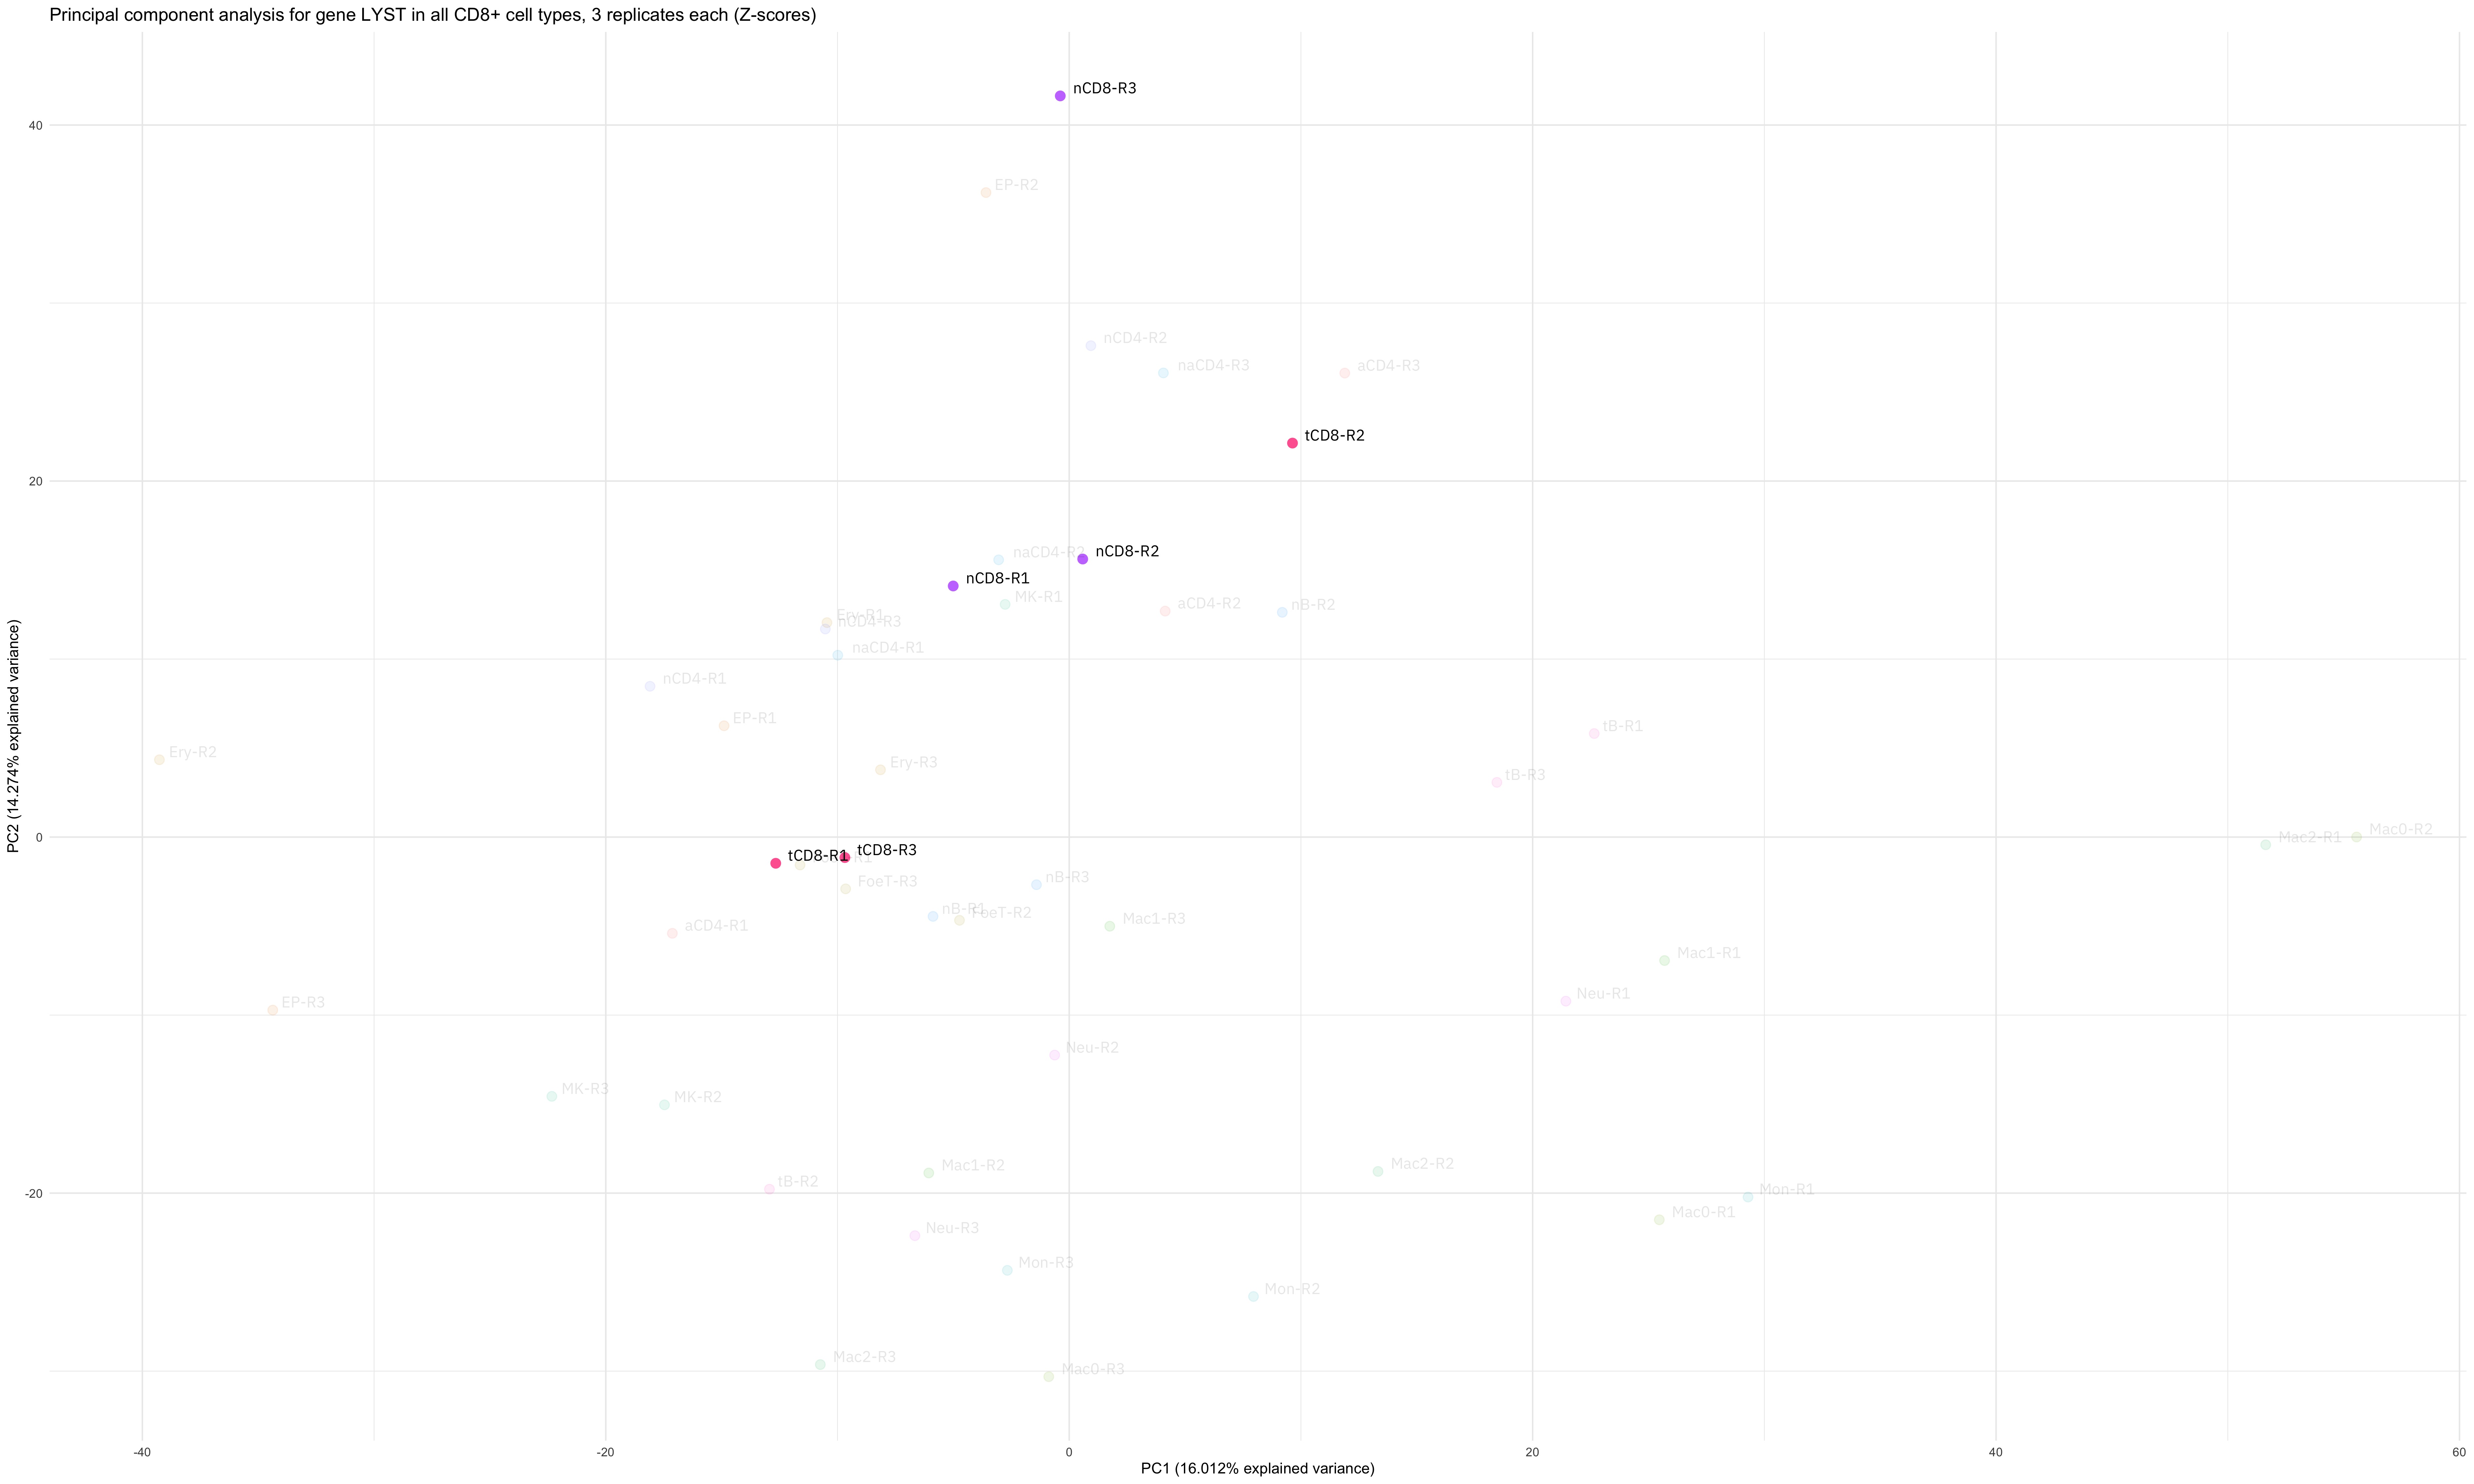 Principal component analysis for gene LYST in all CD8+ cell types, 3 replicates each (Z-scores)
nCD8-R3
40
EP-R2
nCD4-R2
naCD4-R3
aCD4-R3
tCD8-R2
20
naCD4-R2
nCD8-R2
nCD8-R1
MK-R1
aCD4-R2
nB-R2
Ery-R1
nCD4-R3
naCD4-R1
nCD4-R1
EP-R1
tB-R1
Ery-R2
Ery-R3
tB-R3
PC2 (14.274% explained variance)
0
Mac2-R1
Mac0-R2
tCD8-R1
tCD8-R3
FoeT-R3
nB-R3
nB-R1
FoeT-R2
Mac1-R3
aCD4-R1
Mac1-R1
Neu-R1
EP-R3
Neu-R2
MK-R3
MK-R2
Mac1-R2
Mac2-R2
tB-R2
Mon-R1
-20
Mac0-R1
Neu-R3
Mon-R3
Mon-R2
Mac2-R3
Mac0-R3
-40
-20
0
20
40
60
PC1 (16.012% explained variance)